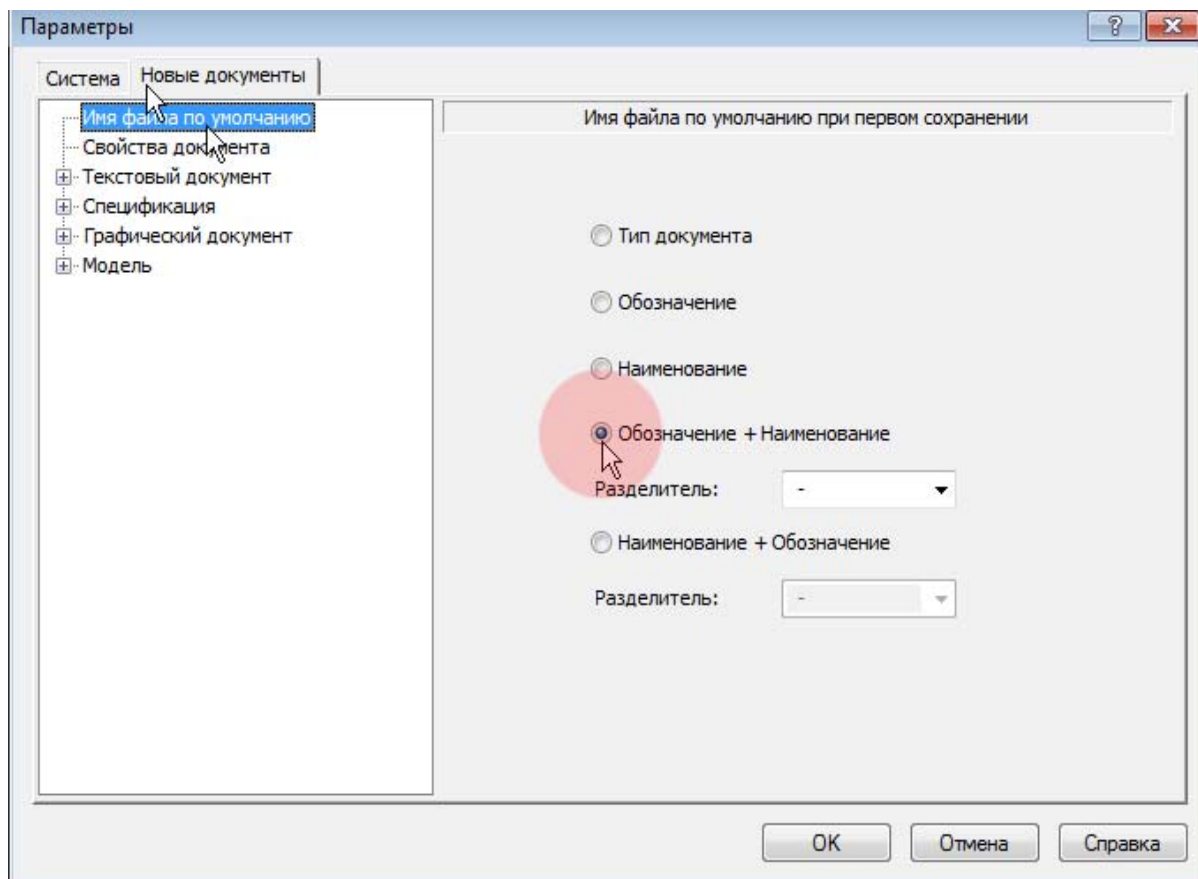 Параметры
Система
Новые документы
Имя файла по умолчанию
Свойства документа
Текстовый документ
Спецификация
Графический документ
Модель
Имя файла по умолчанию при первом сохранении
Тип документа
Обозначение
Наименование
Обозначение + Наименование
Разделитель: -
Наименование + Обозначение
Разделитель: -
OK
Отмена
Справка